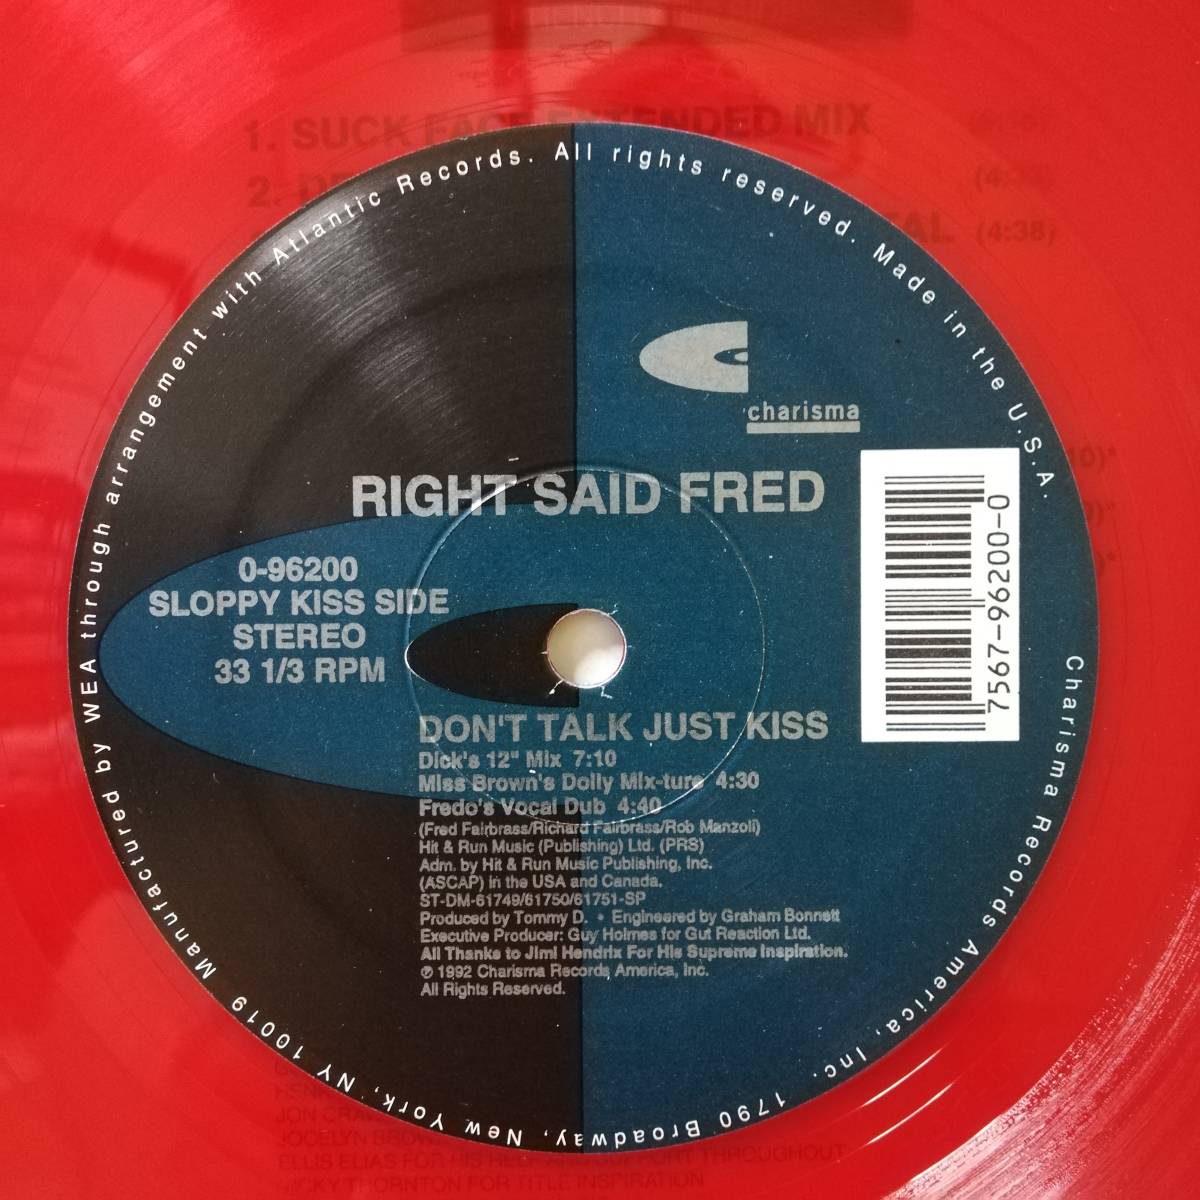 1. SUCK FACE EXTENDED MIX
2.
(4:38)
Manufactured by WEA through arrangement with Atlantic Records. All rights reserved. Made in the U.S.A.
charisma
RIGHT SAID FRED
0-96200
SLOPPY KISS SIDE
STEREO
33 1/3 RPM
7567-96200-0
DON'T TALK JUST KISS
Dick's 12" Mix 7:10
Miss Brown's Dolly Mix-ture 4:30
Fredo's Vocal Dub 4:40
(Fred Fairbrass/Richard Fairbrass/Rob Manzoli)
Hit & Run Music (Publishing) Ltd. (PRS)
Adm. by Hit & Run Music Publishing, Inc.
(ASCAP) in the USA and Canada.
ST-DM-61749/61750/61751-SP
Produced by Tommy D. • Engineered by Graham Bonnett
Executive Producer: Guy Holmes for Gut Reaction Ltd.
All Thanks to Jimi Hendrix For His Supreme Inspiration.
℗ 1992 Charisma Records America, Inc.
All Rights Reserved.
Charisma Records America, Inc. 1790 Broadway, New York, NY 10019
JOCELYN BROWN
ELLIS ELIAS FOR HIS HELP AND SUPPORT THROUGHOUT
VICKY THORNTON FOR TITLE INSPIRATION